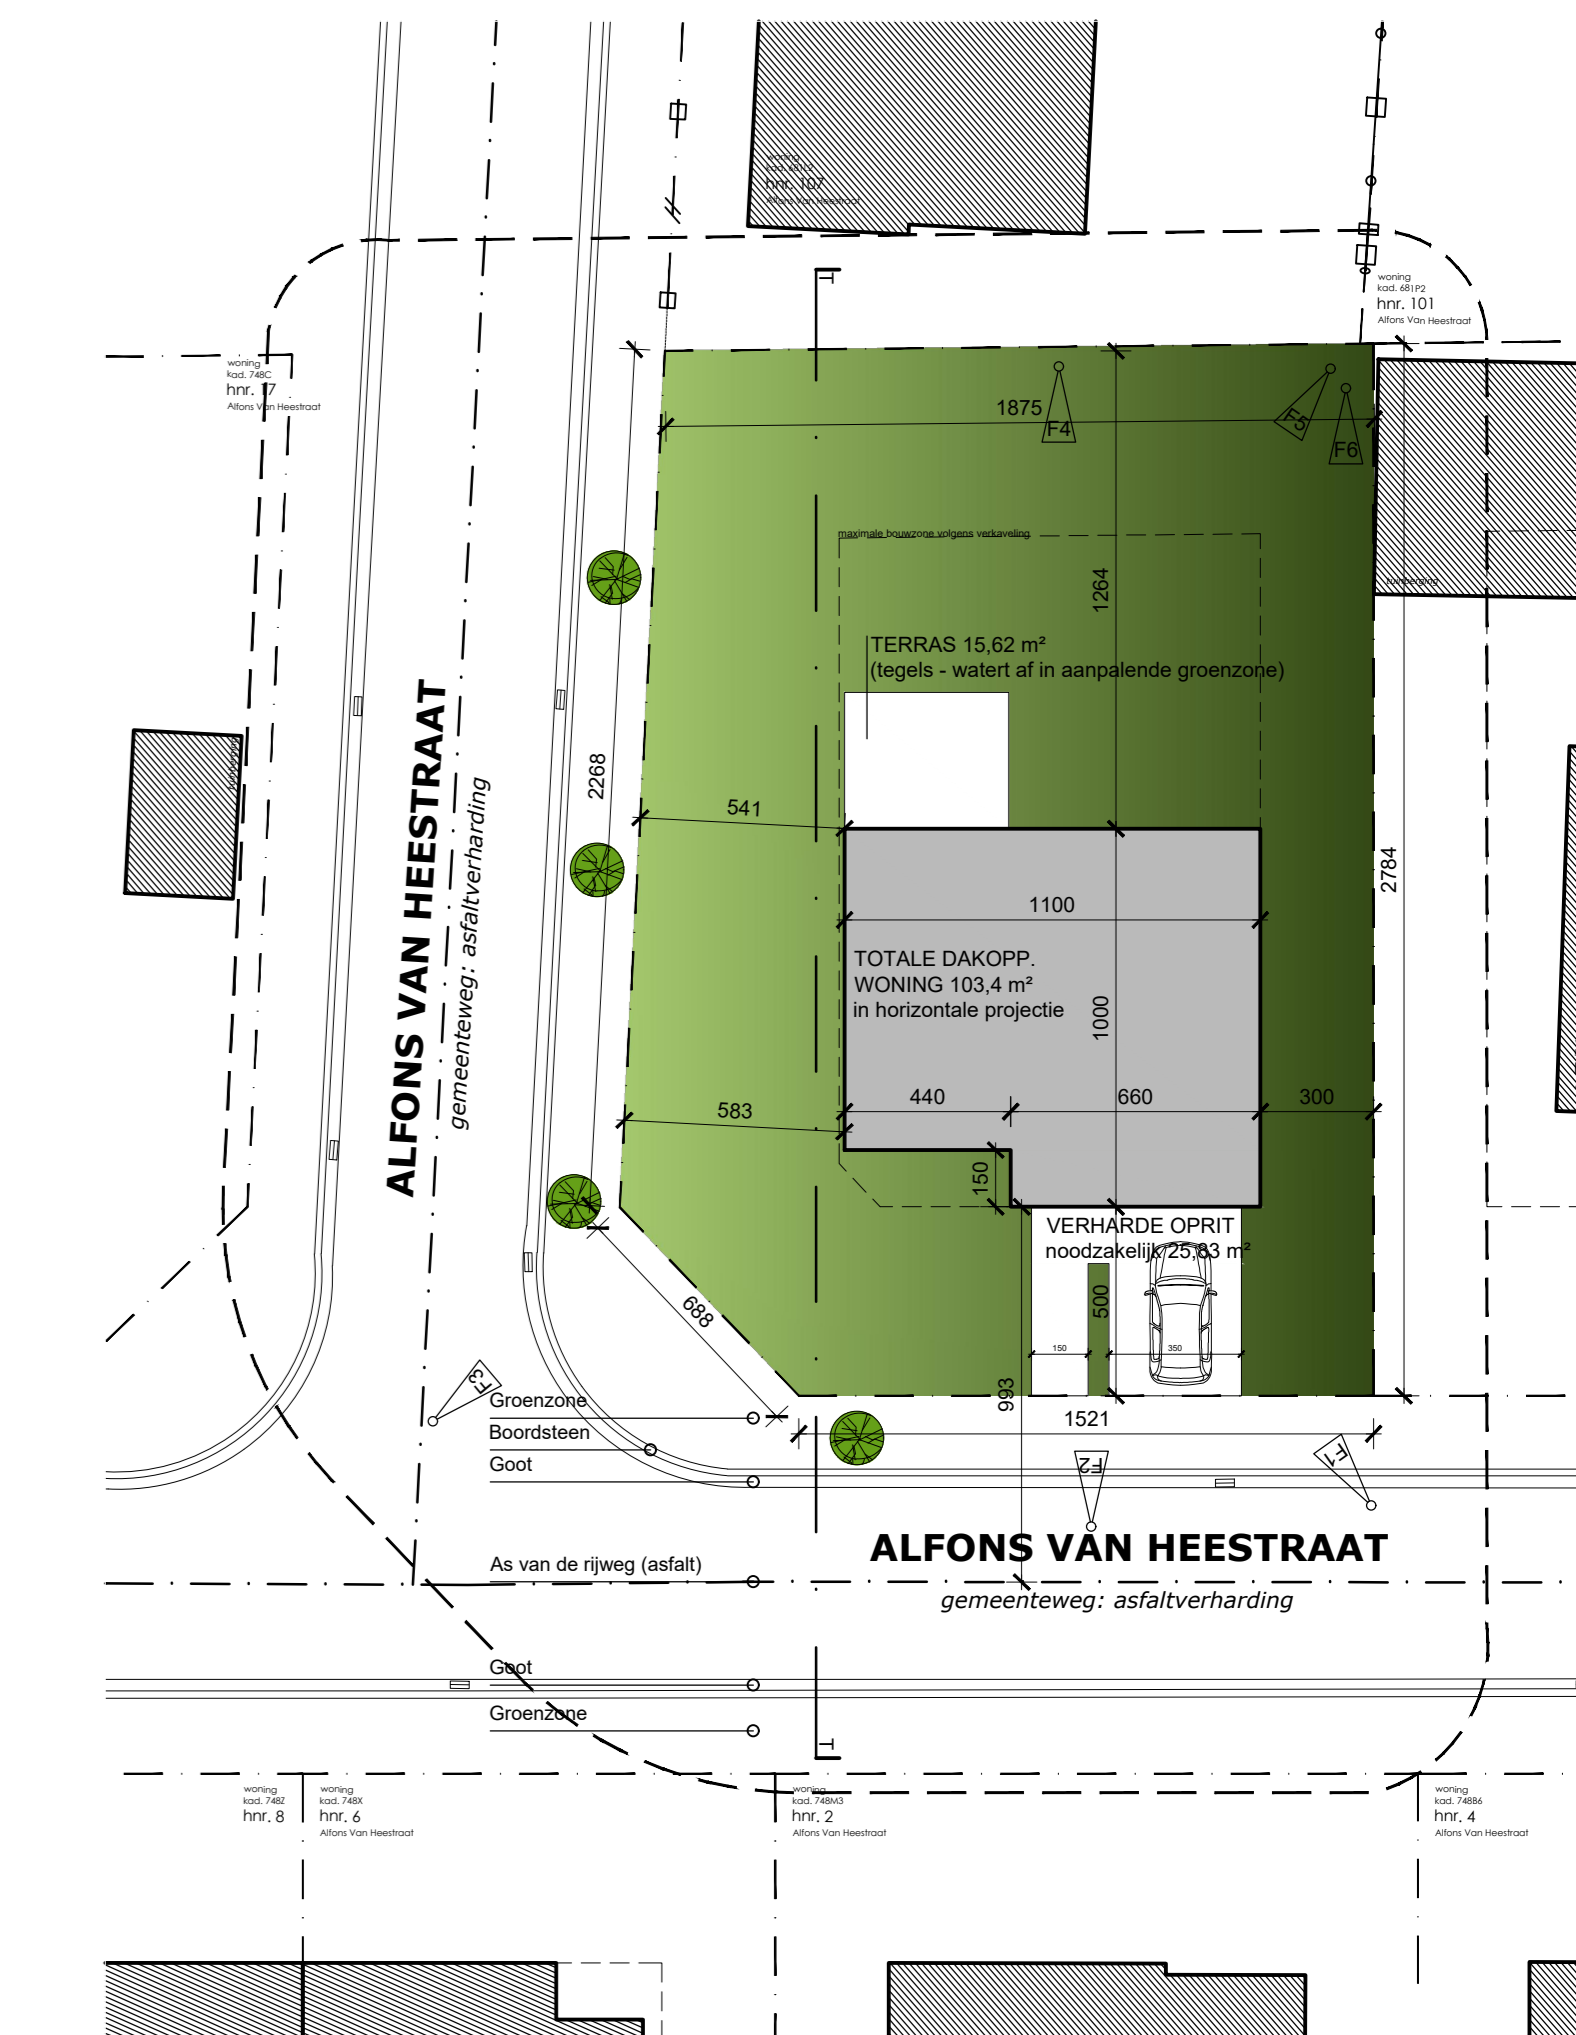 woning
kad. 681L2
hnr. 107
Alfons Van Heestraat
T
woning
kad. 681P2
hnr. 101
Alfons Van Heestraat
woning
kad. 748C
hnr. 17
Alfons Van Heestraat
1875
F4
F5
F6
maximale bouwzone volgens verkaveling
1264
tuinberging
TERRAS 15,62 m²
(tegels - watert af in aanpalende groenzone)
tuinberging
2268
541
2784
ALFONS VAN HEESTRAAT
gemeenteweg: asfaltverharding
1100
TOTALE DAKOPP.
WONING 103,4 m²
in horizontale projectie
1000
440
660
300
583
150
VERHARDE OPRIT
noodzakelijk 25,83 m²
500
688
150
350
993
F3
Groenzone
Boordsteen
Goot
1521
F2
F1
ALFONS VAN HEESTRAAT
gemeenteweg: asfaltverharding
As van de rijweg (asfalt)
Goot
Groenzone
T
woning
kad. 748Z
hnr. 8
woning
kad. 748X
hnr. 6
Alfons Van Heestraat
woning
kad. 748M3
hnr. 2
Alfons Van Heestraat
woning
kad. 748B6
hnr. 4
Alfons Van Heestraat